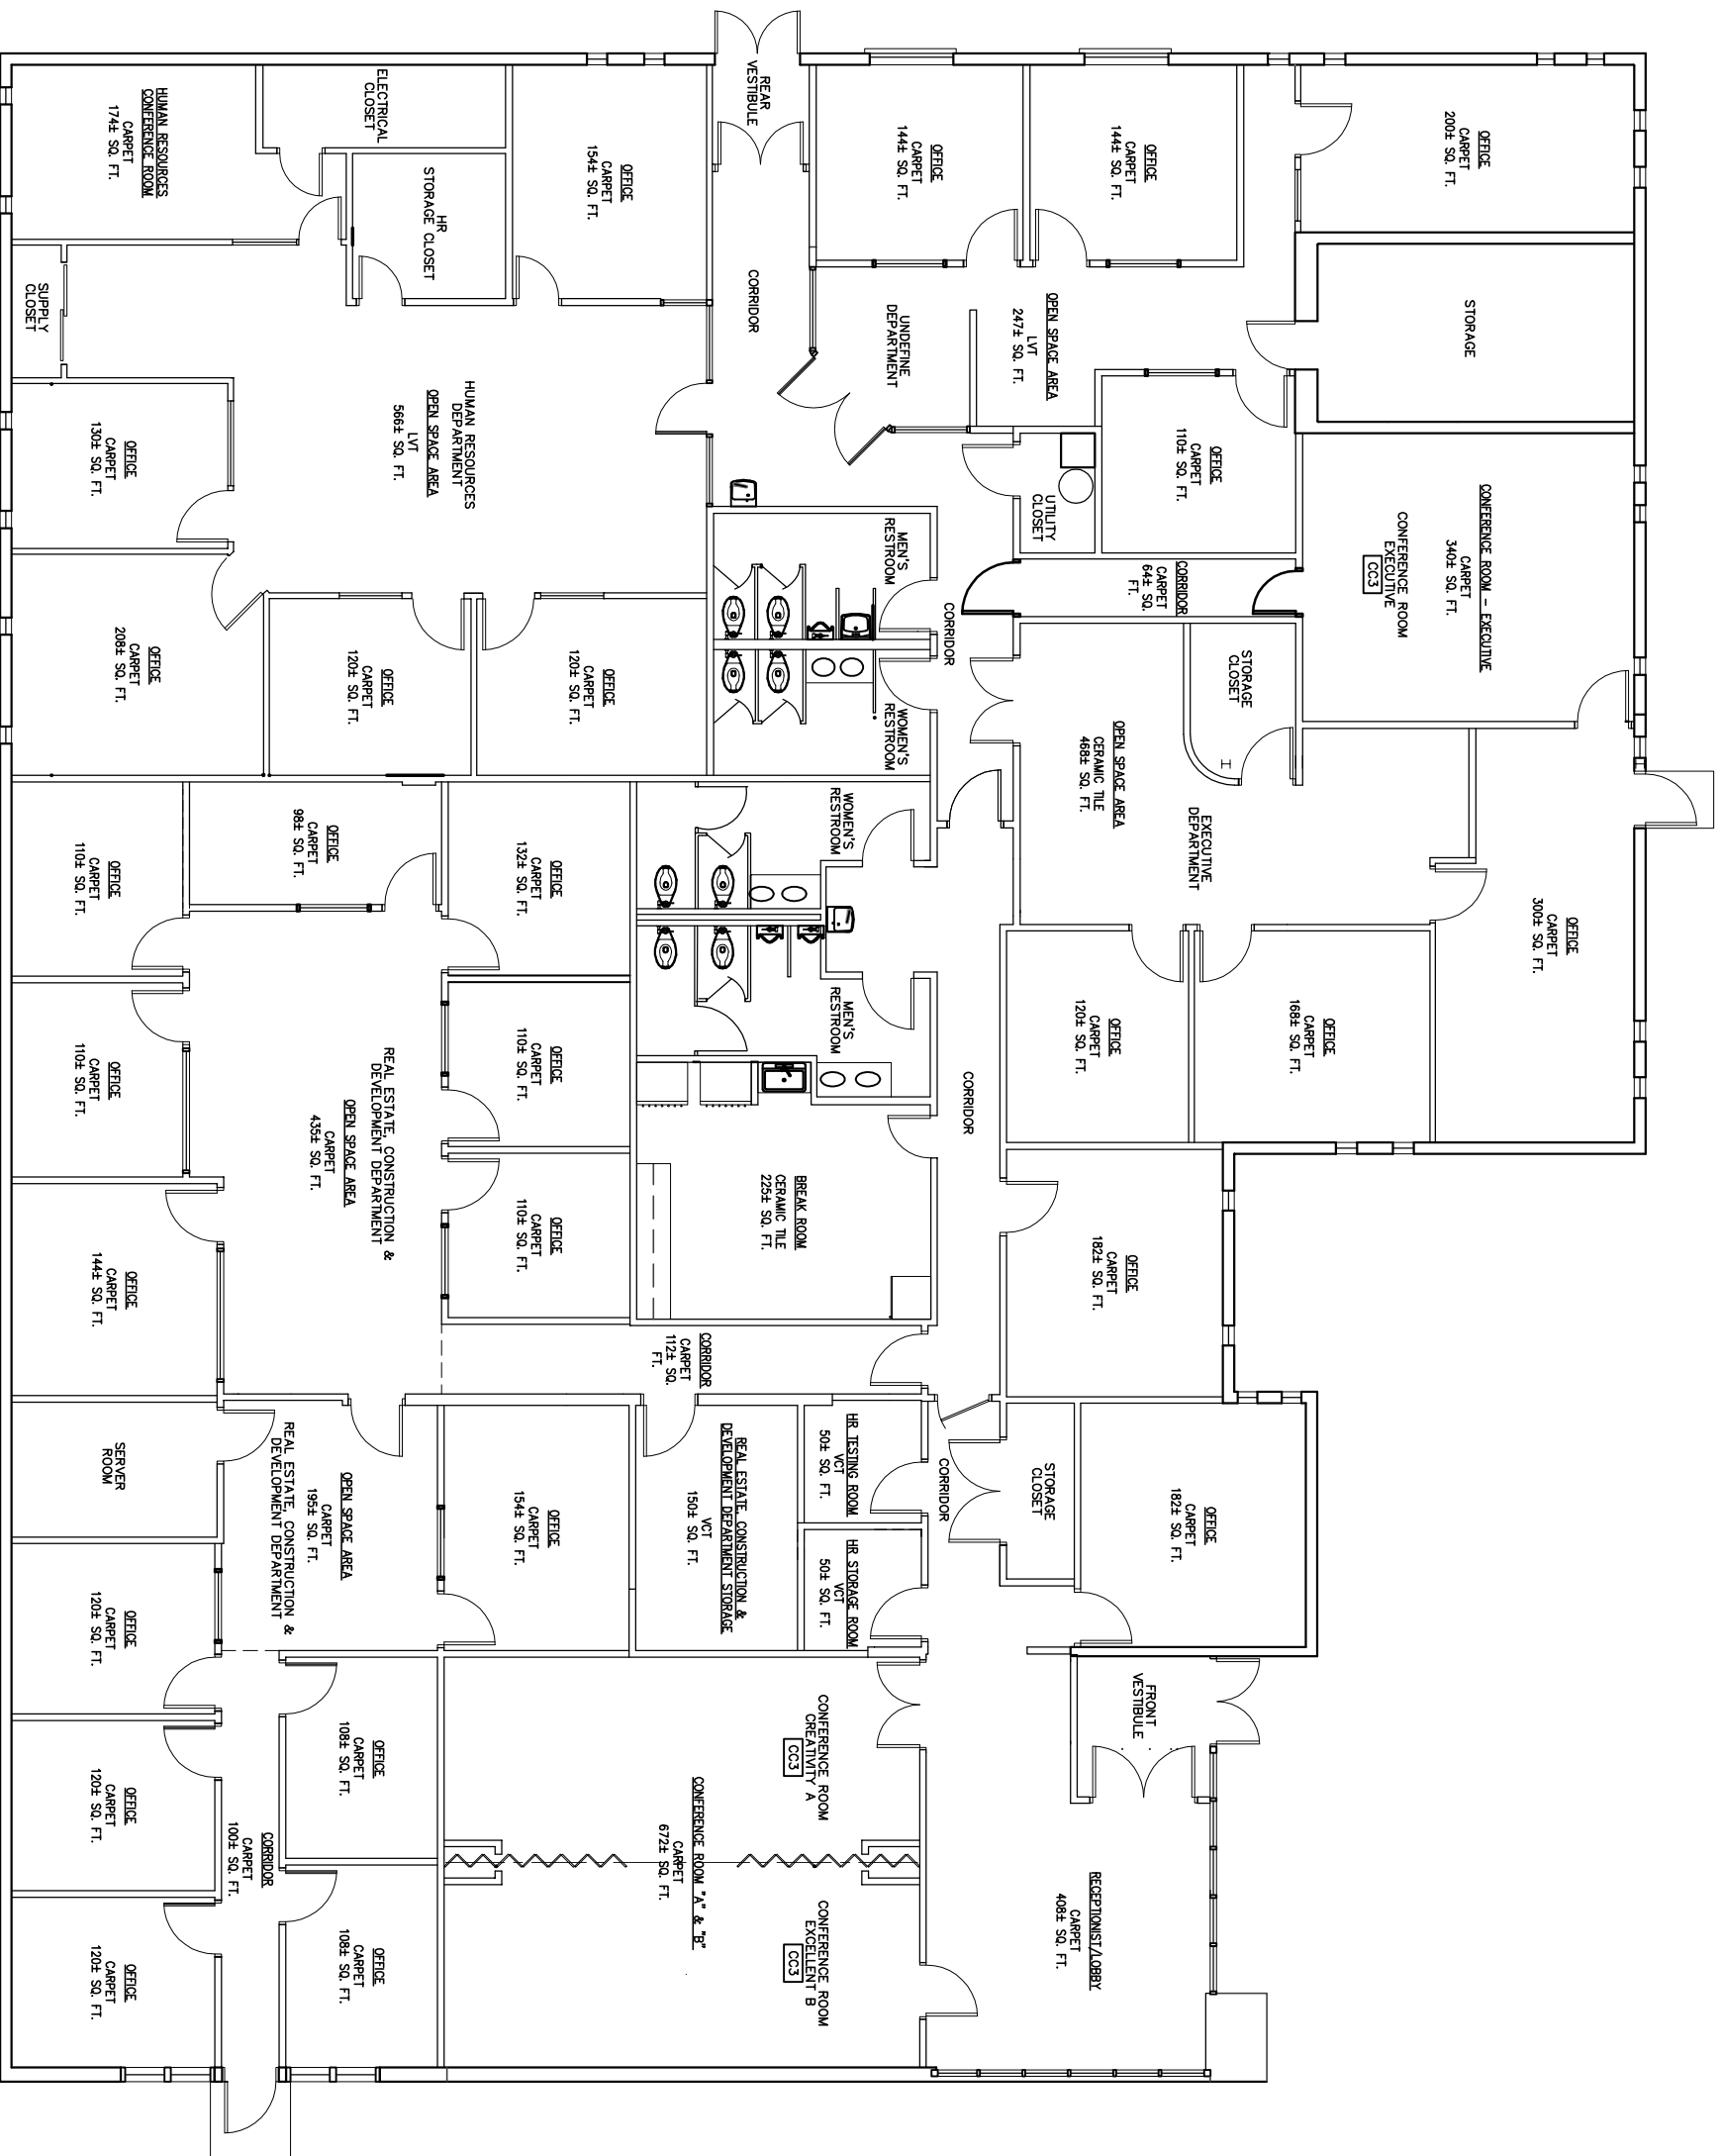 REAR
VESTIBULE
ELECTRICAL
CLOSET
HUMAN RESOURCES
CONFERENCE ROOM
CARPET
174± SQ. FT.
HR
STORAGE CLOSET
OFFICE
CARPET
154± SQ. FT.
OFFICE
CARPET
144± SQ. FT.
OFFICE
CARPET
144± SQ. FT.
OFFICE
CARPET
200± SQ. FT.
STORAGE
SUPPLY
CLOSET
CORRIDOR
UNDEFINE
DEPARTMENT
OPEN SPACE AREA
LVT
247± SQ. FT.
HUMAN RESOURCES
DEPARTMENT
OPEN SPACE AREA
LVT
566± SQ. FT.
OFFICE
CARPET
130± SQ. FT.
OFFICE
CARPET
110± SQ. FT.
UTILITY
CLOSET
CONFERENCE ROOM - EXECUTIVE
CARPET
340± SQ. FT.
CONFERENCE ROOM
EXECUTIVE
CC3
MEN'S
RESTROOM
CORRIDOR
CARPET
64± SQ.
FT.
CORRIDOR
WOMEN'S
RESTROOM
STORAGE
CLOSET
OFFICE
CARPET
208± SQ. FT.
OFFICE
CARPET
120± SQ. FT.
OFFICE
CARPET
120± SQ. FT.
OPEN SPACE AREA
CERAMIC TILE
468± SQ. FT.
H
EXECUTIVE
DEPARTMENT
WOMEN'S
RESTROOM
OFFICE
CARPET
98± SQ. FT.
OFFICE
CARPET
132± SQ. FT.
OFFICE
CARPET
110± SQ. FT.
OFFICE
CARPET
300± SQ. FT.
OFFICE
CARPET
168± SQ. FT.
OFFICE
CARPET
120± SQ. FT.
MEN'S
RESTROOM
CORRIDOR
OFFICE
CARPET
110± SQ. FT.
OFFICE
CARPET
110± SQ. FT.
REAL ESTATE, CONSTRUCTION &
DEVELOPMENT DEPARTMENT
OPEN SPACE AREA
CARPET
435± SQ. FT.
BREAK ROOM
CERAMIC TILE
225± SQ. FT.
OFFICE
CARPET
110± SQ. FT.
OFFICE
CARPET
182± SQ. FT.
OFFICE
CARPET
144± SQ. FT.
CORRIDOR
CARPET
112± SQ.
FT.
HR TESTING ROOM
VCT
50± SQ. FT.
CORRIDOR
STORAGE
CLOSET
OFFICE
CARPET
182± SQ. FT.
SERVER
ROOM
REAL ESTATE, CONSTRUCTION &
DEVELOPMENT DEPARTMENT
OPEN SPACE AREA
CARPET
195± SQ. FT.
OFFICE
CARPET
154± SQ. FT.
REAL ESTATE, CONSTRUCTION &
DEVELOPMENT DEPARTMENT STORAGE
VCT
150± SQ. FT.
HR STORAGE ROOM
VCT
50± SQ. FT.
OFFICE
CARPET
120± SQ. FT.
FRONT
VESTIBULE
CONFERENCE ROOM
CREATIVITY A
CC3
OFFICE
CARPET
108± SQ. FT.
OFFICE
CARPET
120± SQ. FT.
CONFERENCE ROOM "A" & "B"
CARPET
672± SQ. FT.
CORRIDOR
CARPET
100± SQ. FT.
RECEPTIONIST/LOBBY
CARPET
408± SQ. FT.
CONFERENCE ROOM
EXCELLENT B
CC3
OFFICE
CARPET
108± SQ. FT.
OFFICE
CARPET
120± SQ. FT.